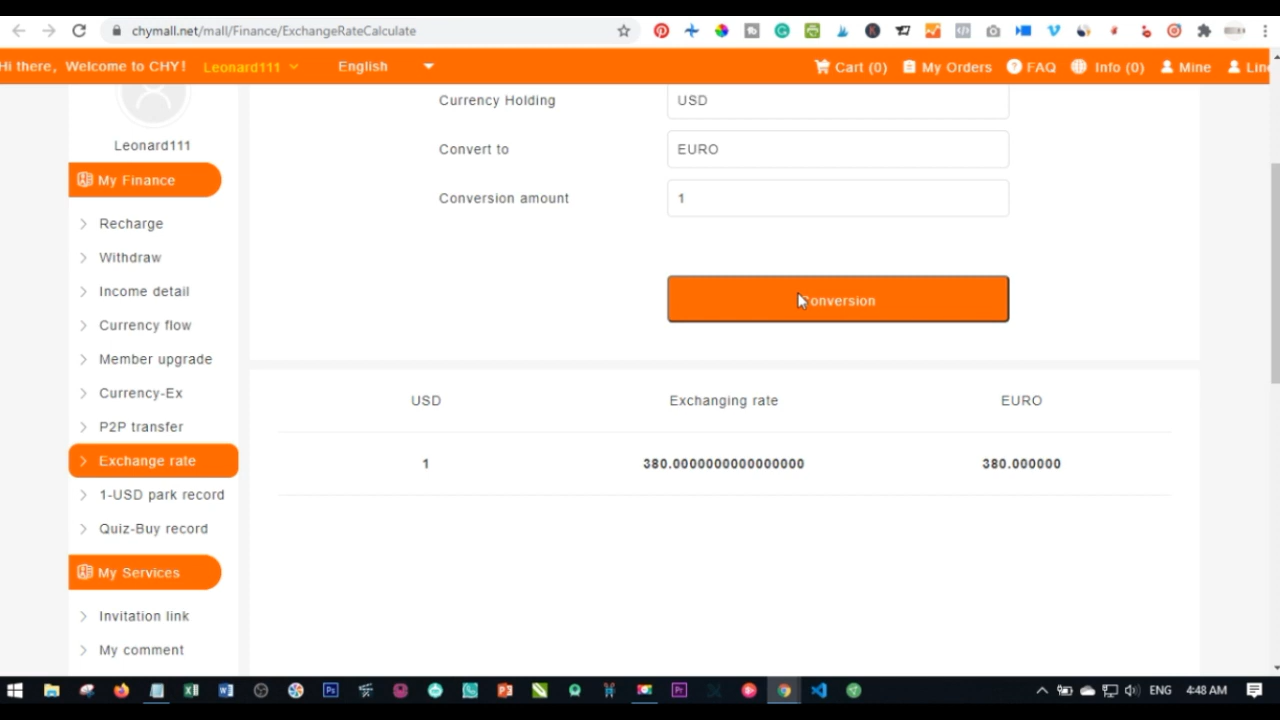 chymall.net/mall/Finance/ExchangeRateCalculate
Hi there, Welcome to CHY! Leonard111 English Cart (0) My Orders FAQ Info (0) Mine Line
Leonard111
My Finance
Recharge
Withdraw
Income detail
Currency flow
Member upgrade
Currency-Ex
P2P transfer
Exchange rate
1-USD park record
Quiz-Buy record
My Services
Invitation link
My comment
Currency Holding USD
Convert to EURO
Conversion amount 1
Conversion
USD Exchanging rate EURO
1 380.0000000000000000 380.000000
ENG 4:48 AM